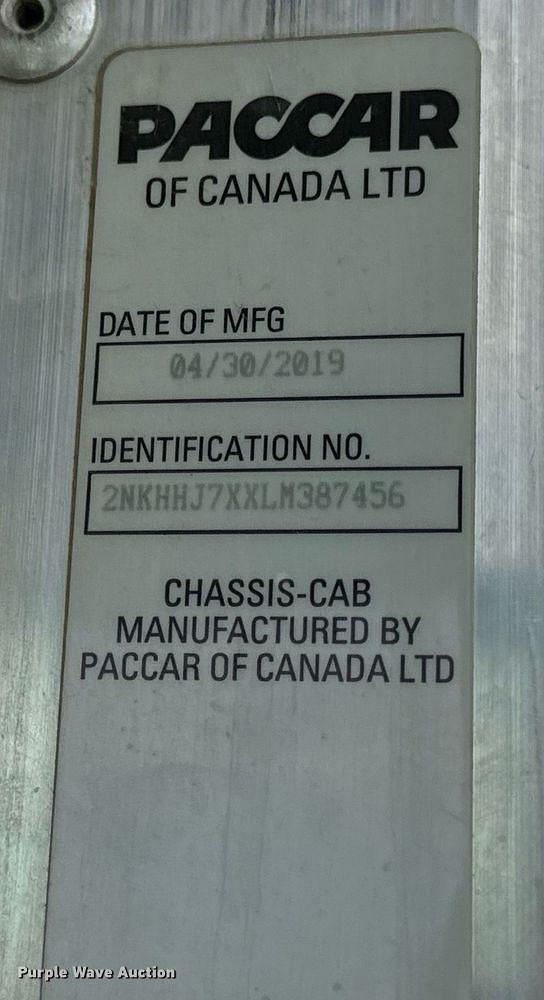 PACCAR
OF CANADA LTD
DATE OF MFG
04/30/2019
IDENTIFICATION NO.
2NKHHJ7XXLM387456
CHASSIS-CAB
MANUFACTURED BY
PACCAR OF CANADA LTD
Purple Wave Auction